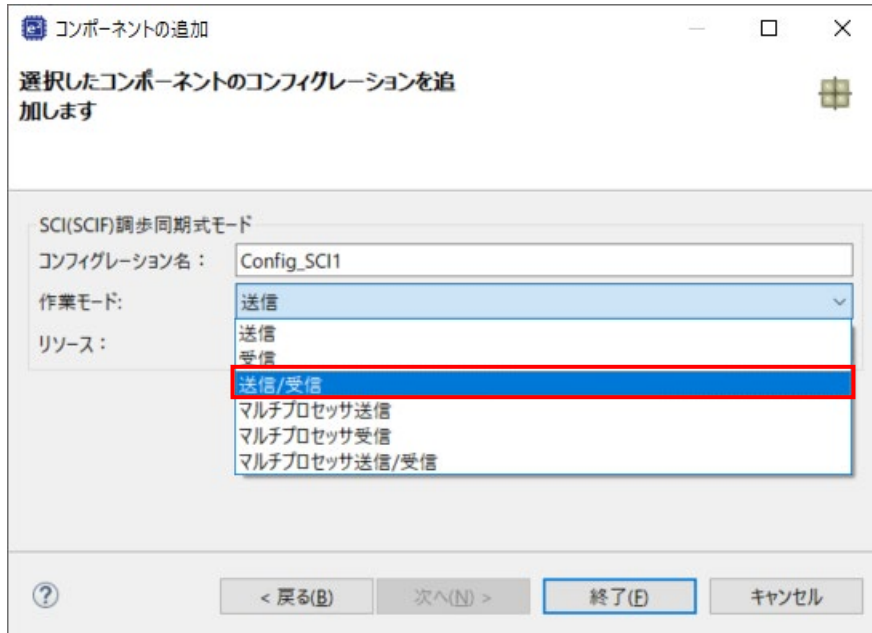 コンポーネントの追加
選択したコンポーネントのコンフィグレーションを追
加します
SCI(SCIF)調歩同期式モード
コンフィグレーション名：
Config_SCI1
作業モード:
送信
リソース：
送信
受信
送信/受信
マルチプロセッサ送信
マルチプロセッサ受信
マルチプロセッサ送信/受信
?
< 戻る(B)
次へ(N) >
終了(F)
キャンセル